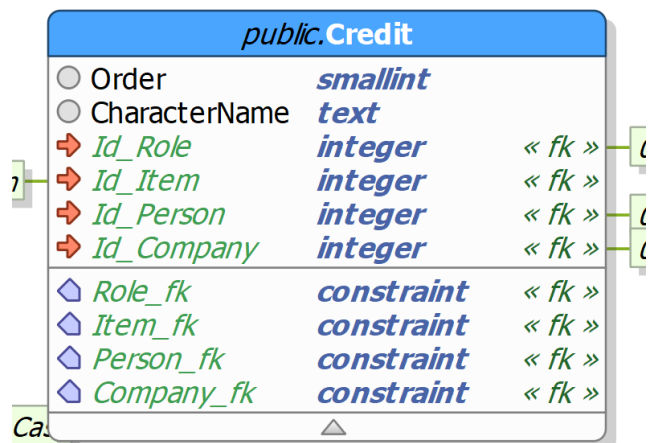 public.Credit
Order smallint
CharacterName text
Id_Role integer « fk »
Id_Item integer « fk »
Id_Person integer « fk »
Id_Company integer « fk »
Role_fk constraint « fk »
Item_fk constraint « fk »
Person_fk constraint « fk »
Company_fk constraint « fk »